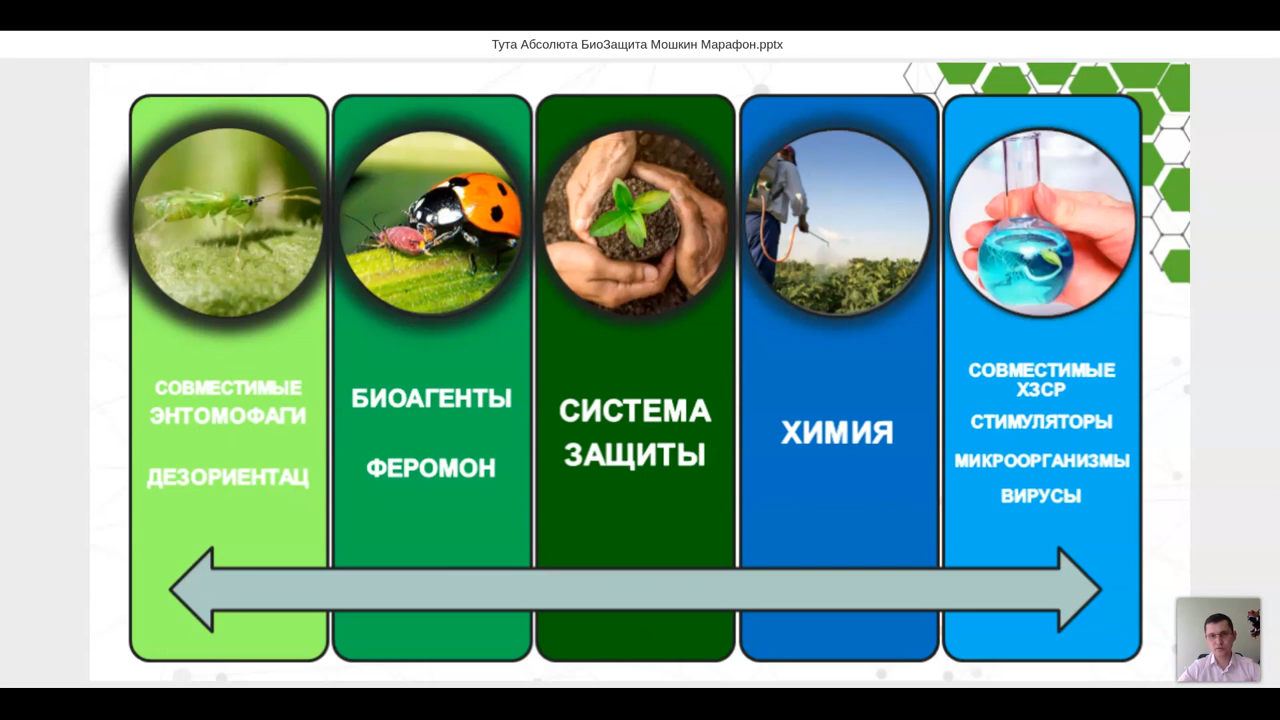 Тута Абсолюта БиоЗащита Мошкин Марафон.pptx
СОВМЕСТИМЫЕ
ЭНТОМОФАГИ
ДЕЗОРИЕНТАЦ
БИОАГЕНТЫ
ФЕРОМОН
СИСТЕМА
ЗАЩИТЫ
ХИМИЯ
СОВМЕСТИМЫЕ
ХЗСР
СТИМУЛЯТОРЫ
МИКРООРГАНИЗМЫ
ВИРУСЫ